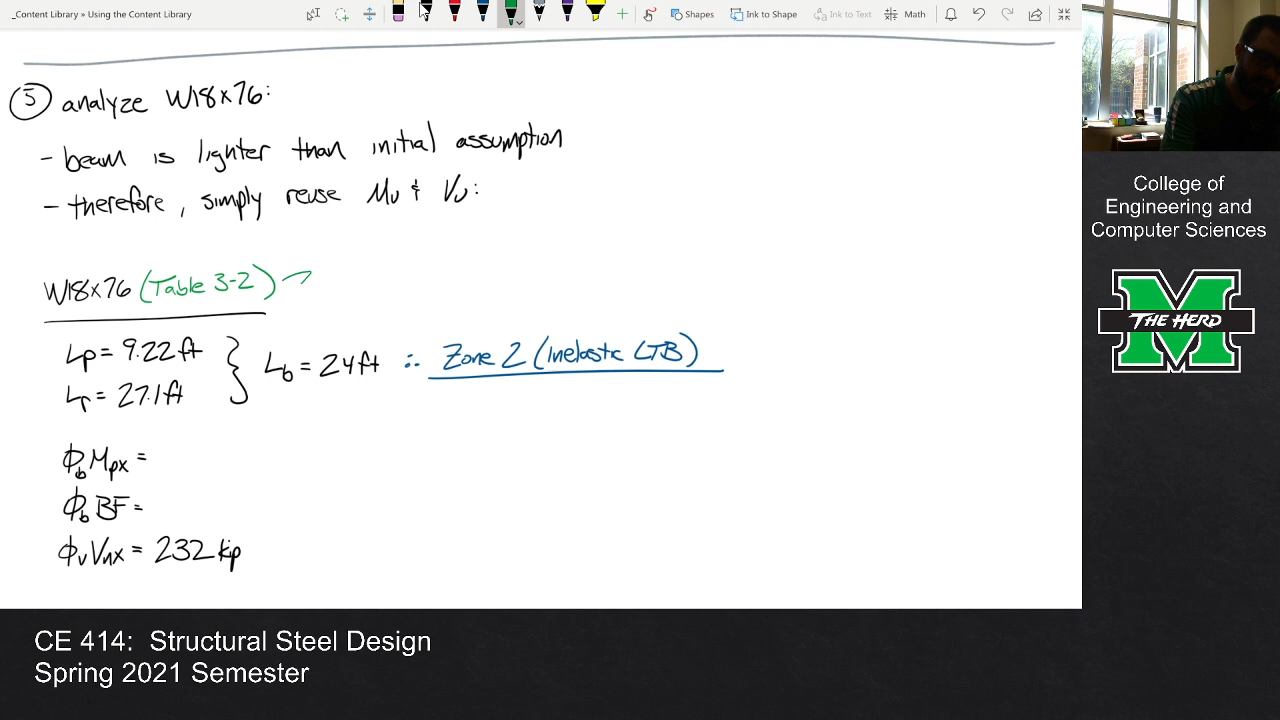 _Content Library » Using the Content Library
Shapes
Ink to Shape
Ink to Text
Math
⑤ analyze W18x76:
- beam is lighter than initial assumption
- therefore, simply reuse Mu & Vu:
W18x76 (Table 3-2) →
Lp = 9.22 ft
Lr = 27.1 ft
} Lb = 24 ft ∴ Zone 2 (Inelastic LTB)
ϕbMpx =
ϕbBF =
ϕvVnx = 232 kip
College of
Engineering and
Computer Sciences
THE HERD
CE 414: Structural Steel Design
Spring 2021 Semester